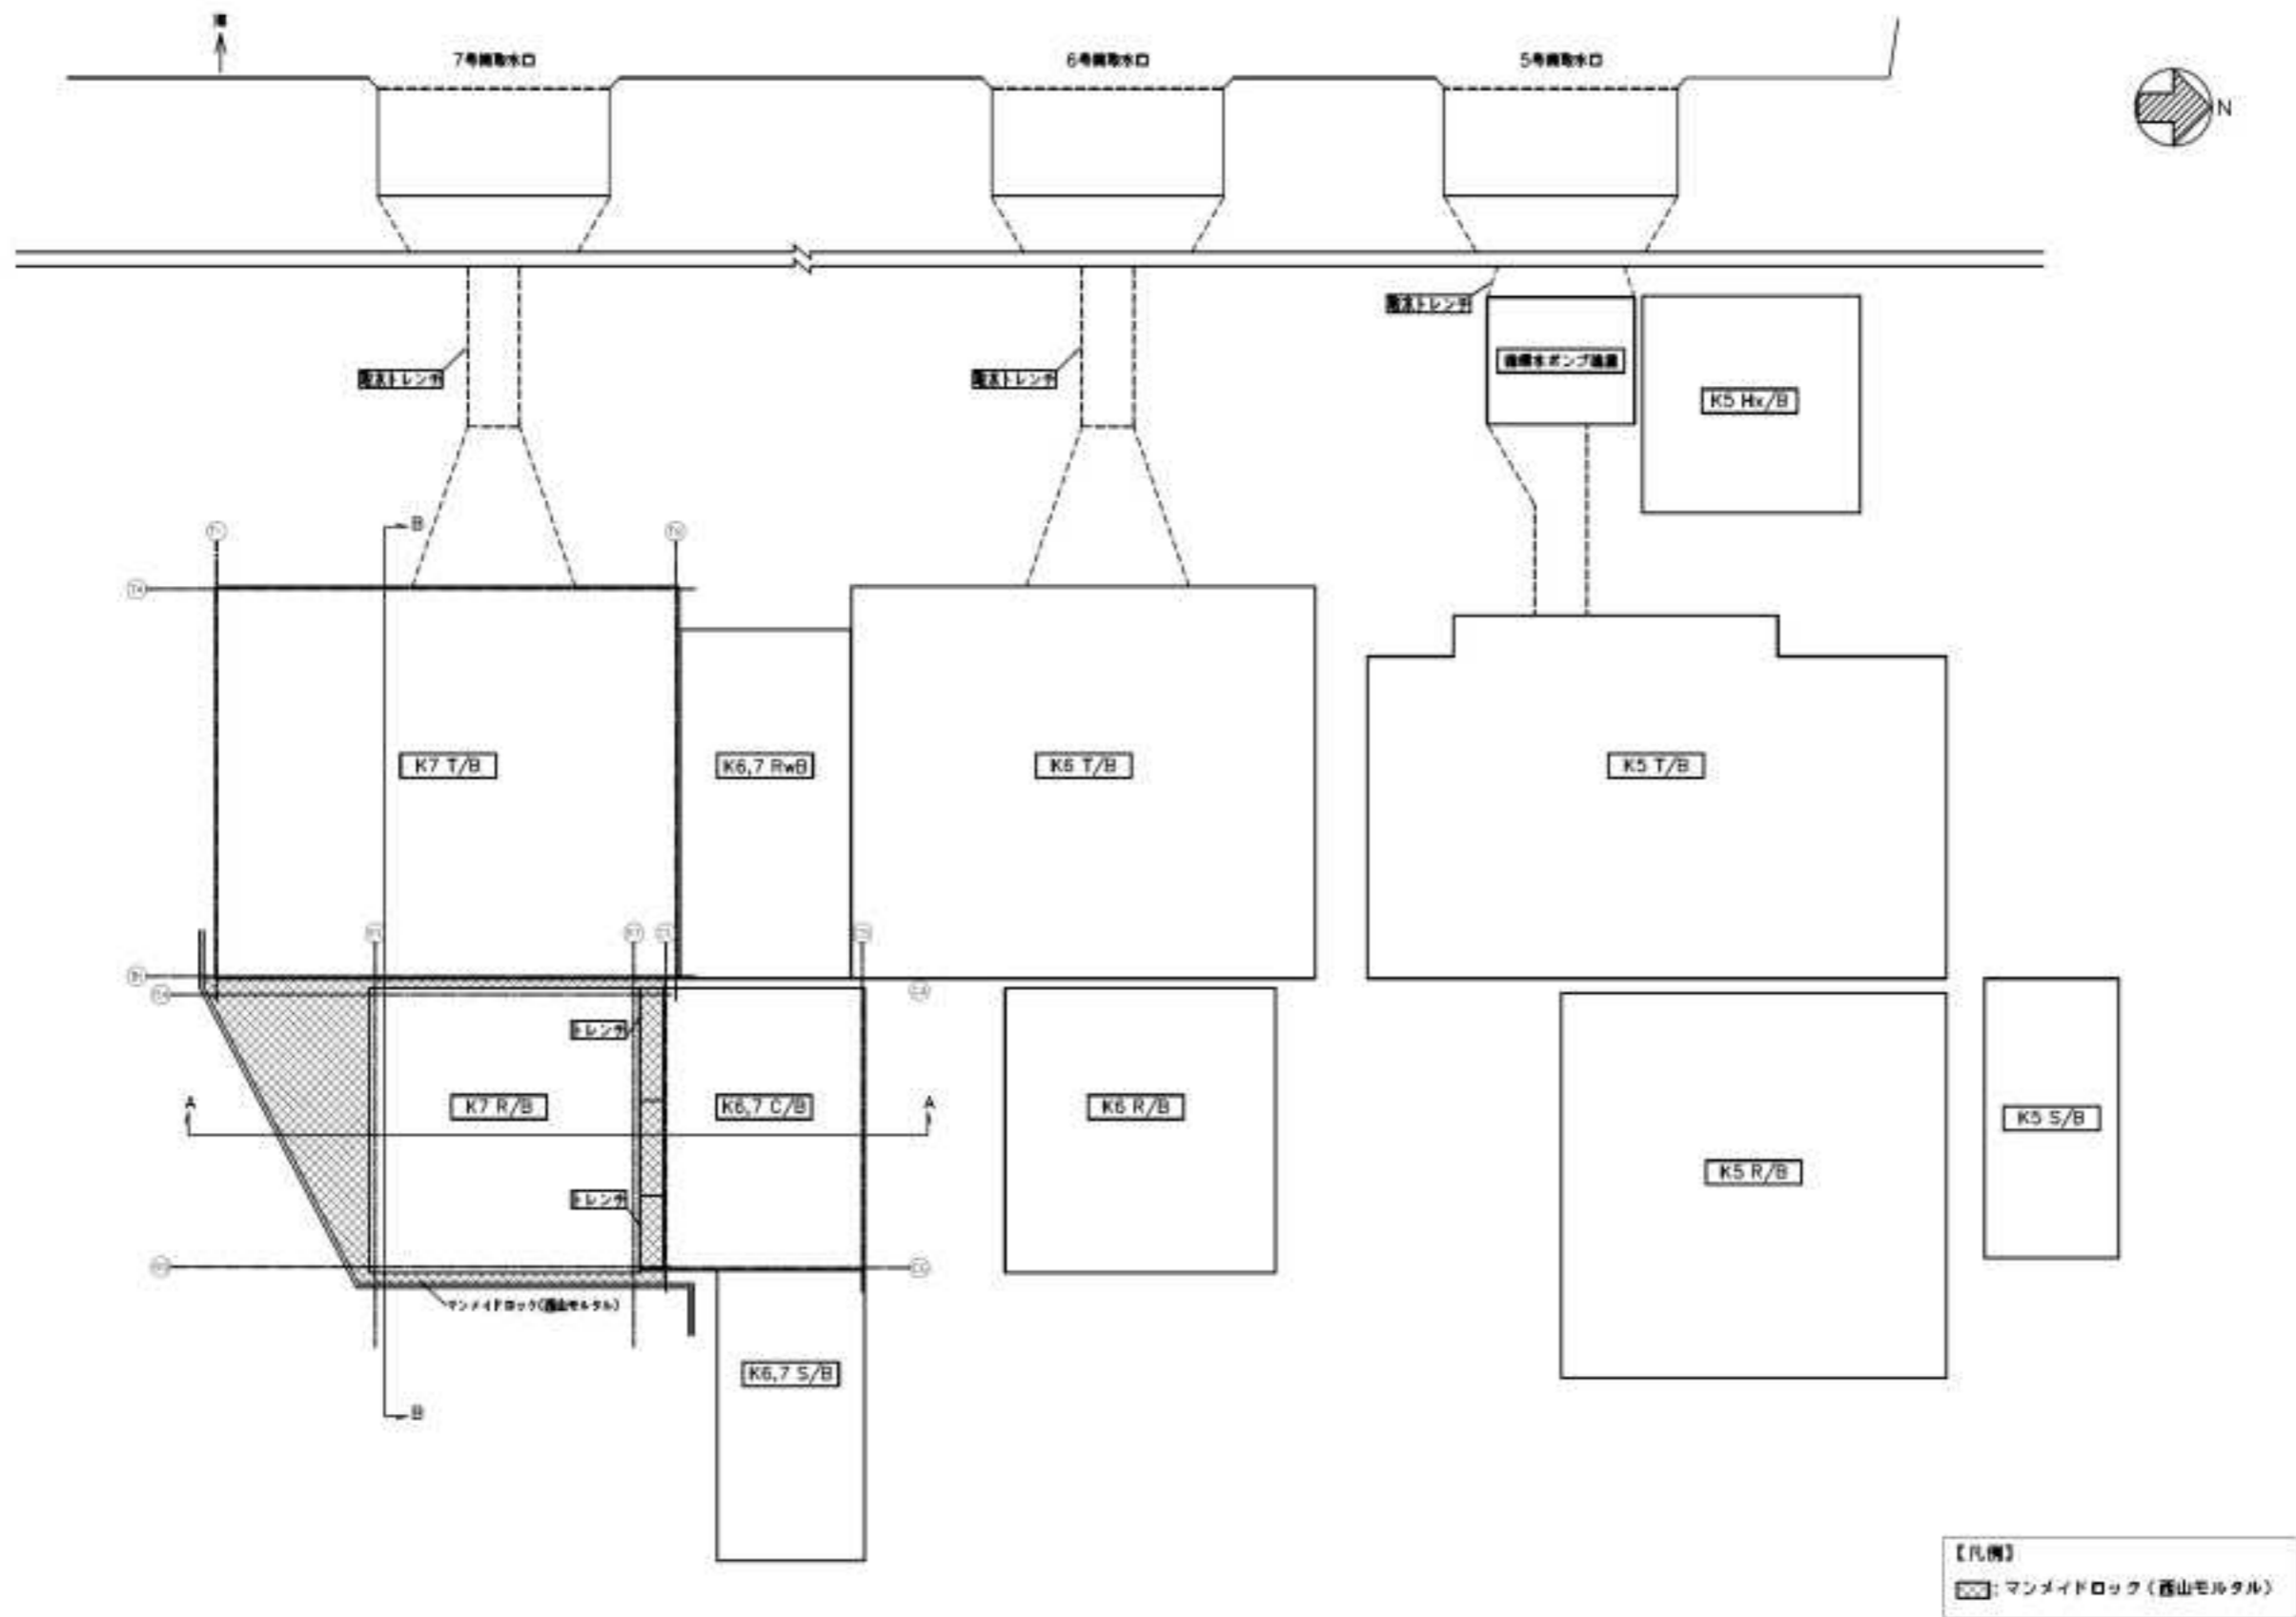 海
7号機取水口
6号機取水口
5号機取水口
N
取水トレンチ
取水トレンチ
取水トレンチ
循環水ポンプ建屋
K5 Hx/B
B
K7 T/B
K6,7 RwB
K6 T/B
K5 T/B
トレンチ
A
K7 R/B
K6,7 C/B
A
K6 R/B
K5 S/B
K5 R/B
トレンチ
マンメイドロック(西山モルタル)
K6,7 S/B
B
【凡例】
:マンメイドロック(西山モルタル)